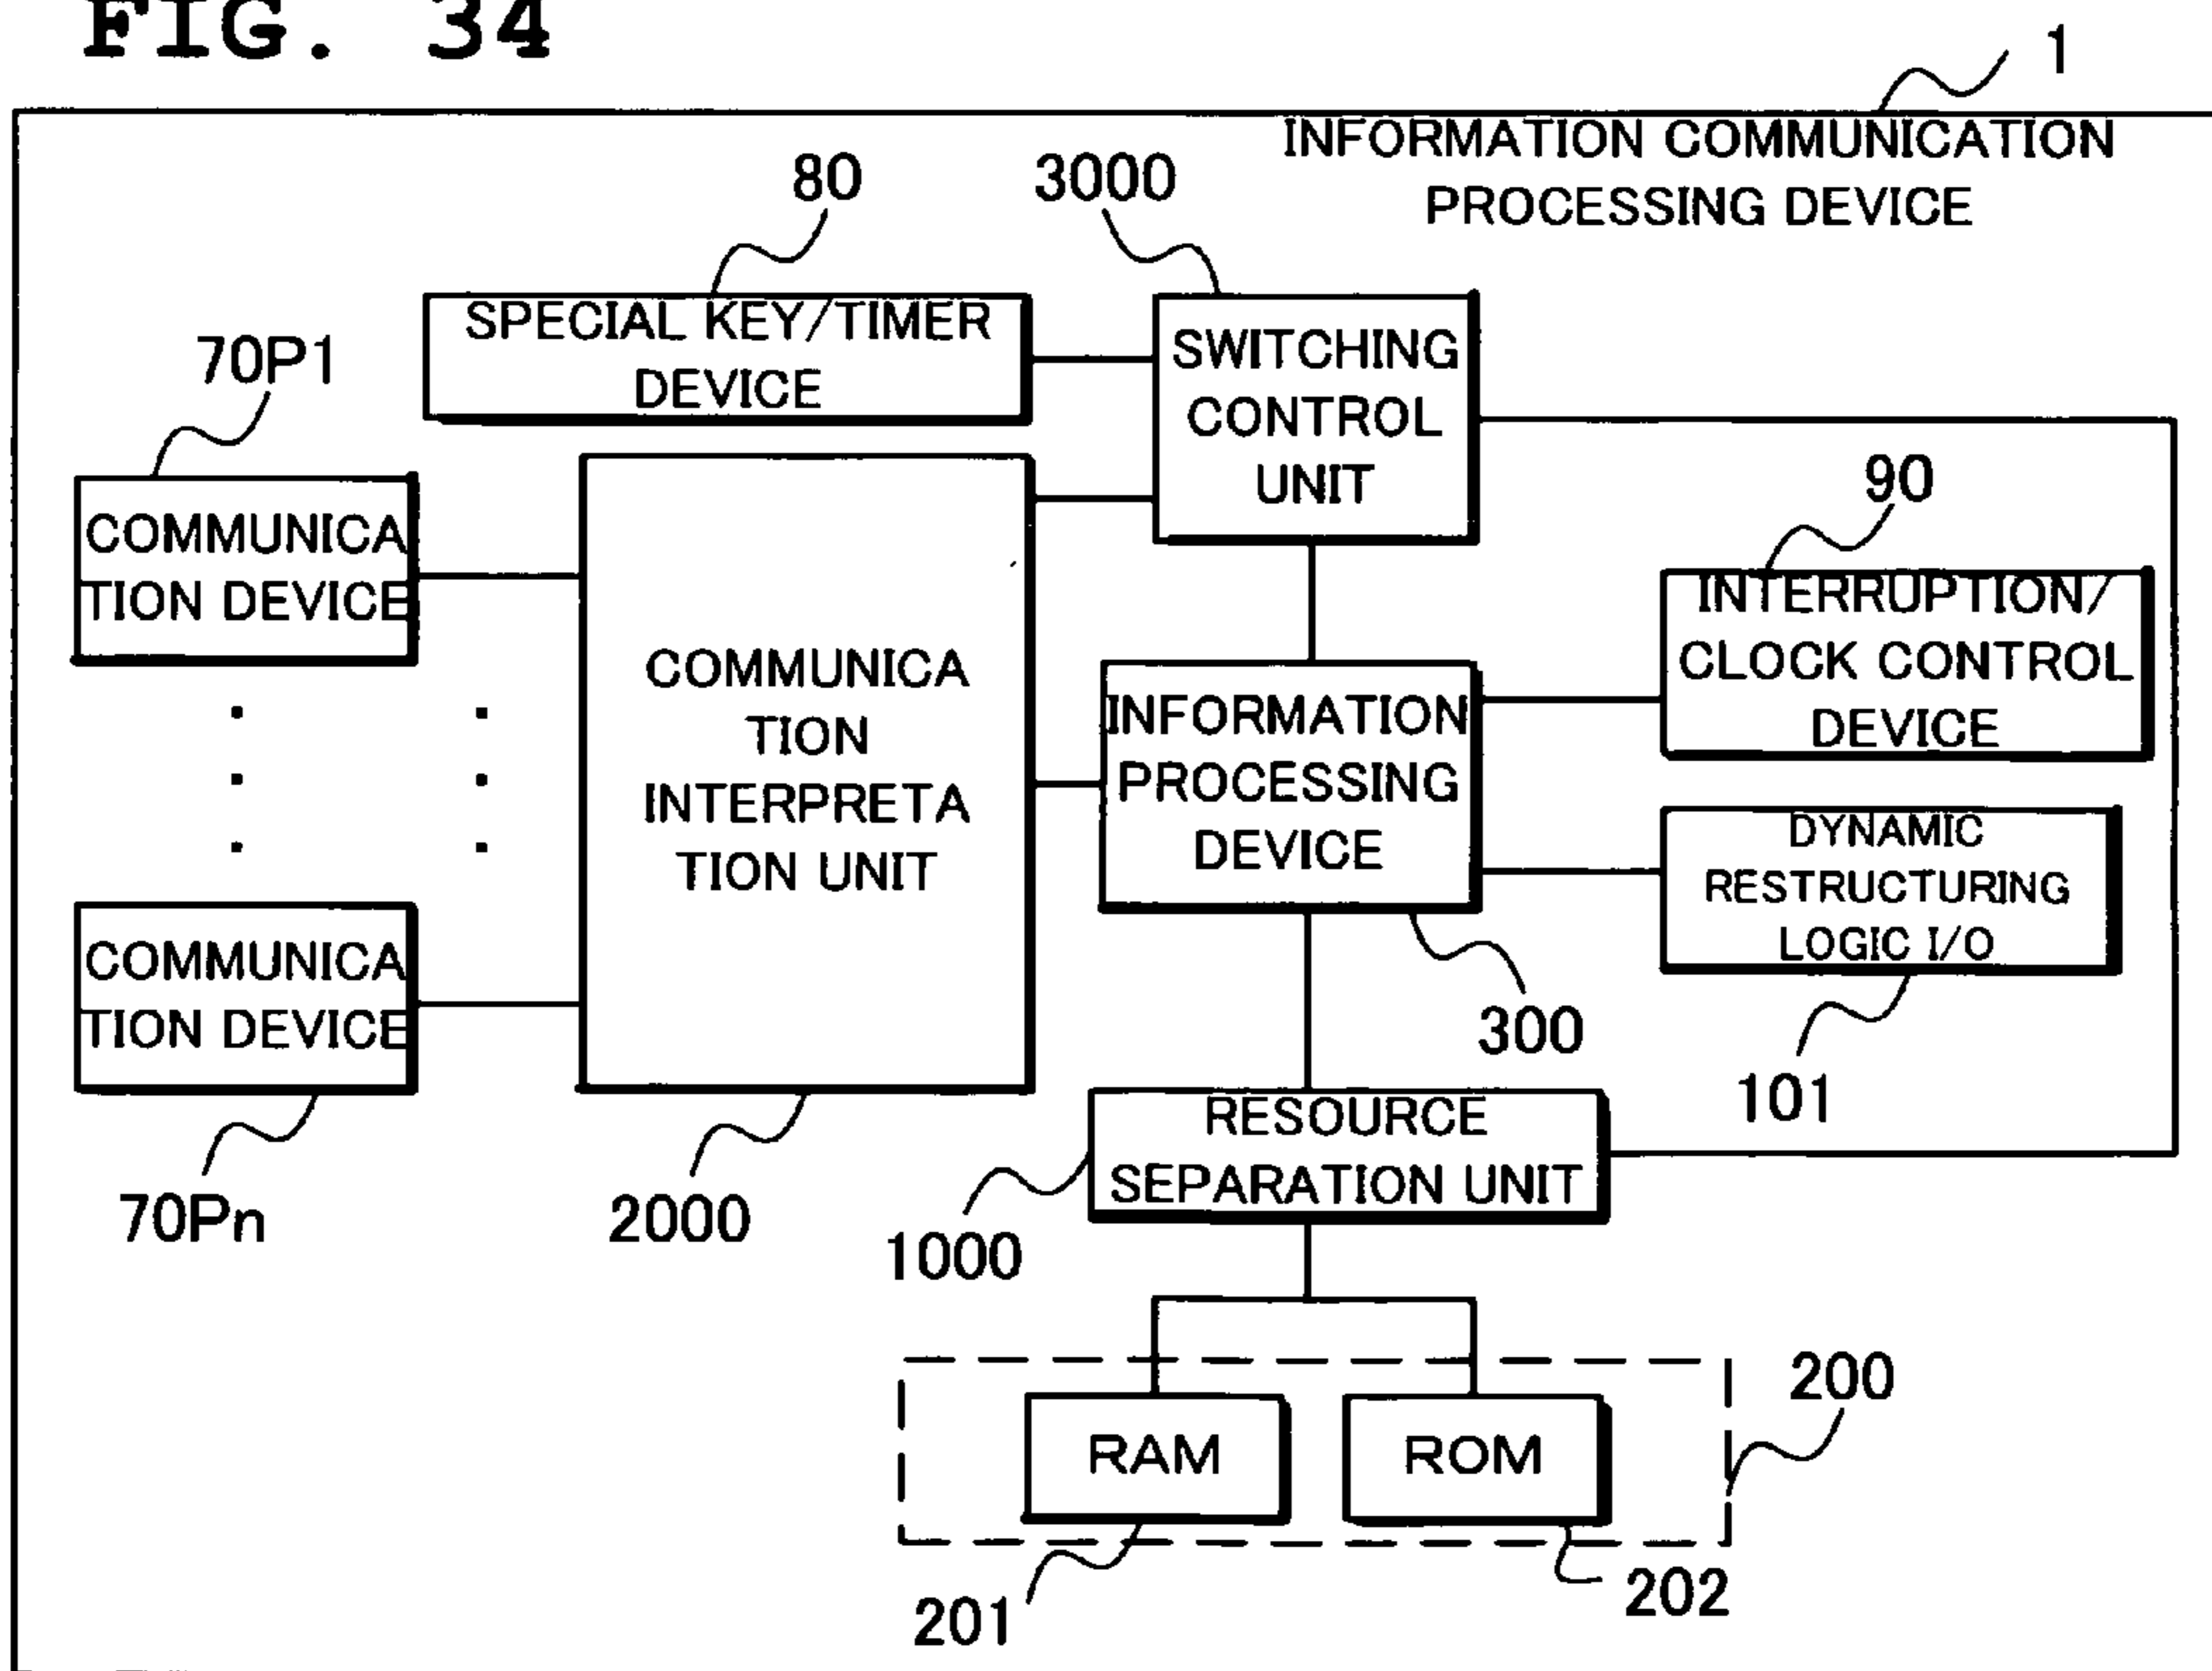 FIG. 34
1
INFORMATION COMMUNICATION
PROCESSING DEVICE
80
3000
SPECIAL KEY/TIMER
DEVICE
SWITCHING
CONTROL
UNIT
70P1
COMMUNICA
TION DEVICE
90
INTERRUPTION/
CLOCK CONTROL
DEVICE
COMMUNICA
TION
INTERPRETA
TION UNIT
INFORMATION
PROCESSING
DEVICE
DYNAMIC
RESTRUCTURING
LOGIC I/O
COMMUNICA
TION DEVICE
300
101
70Pn
2000
RESOURCE
SEPARATION UNIT
1000
200
RAM
ROM
201
202